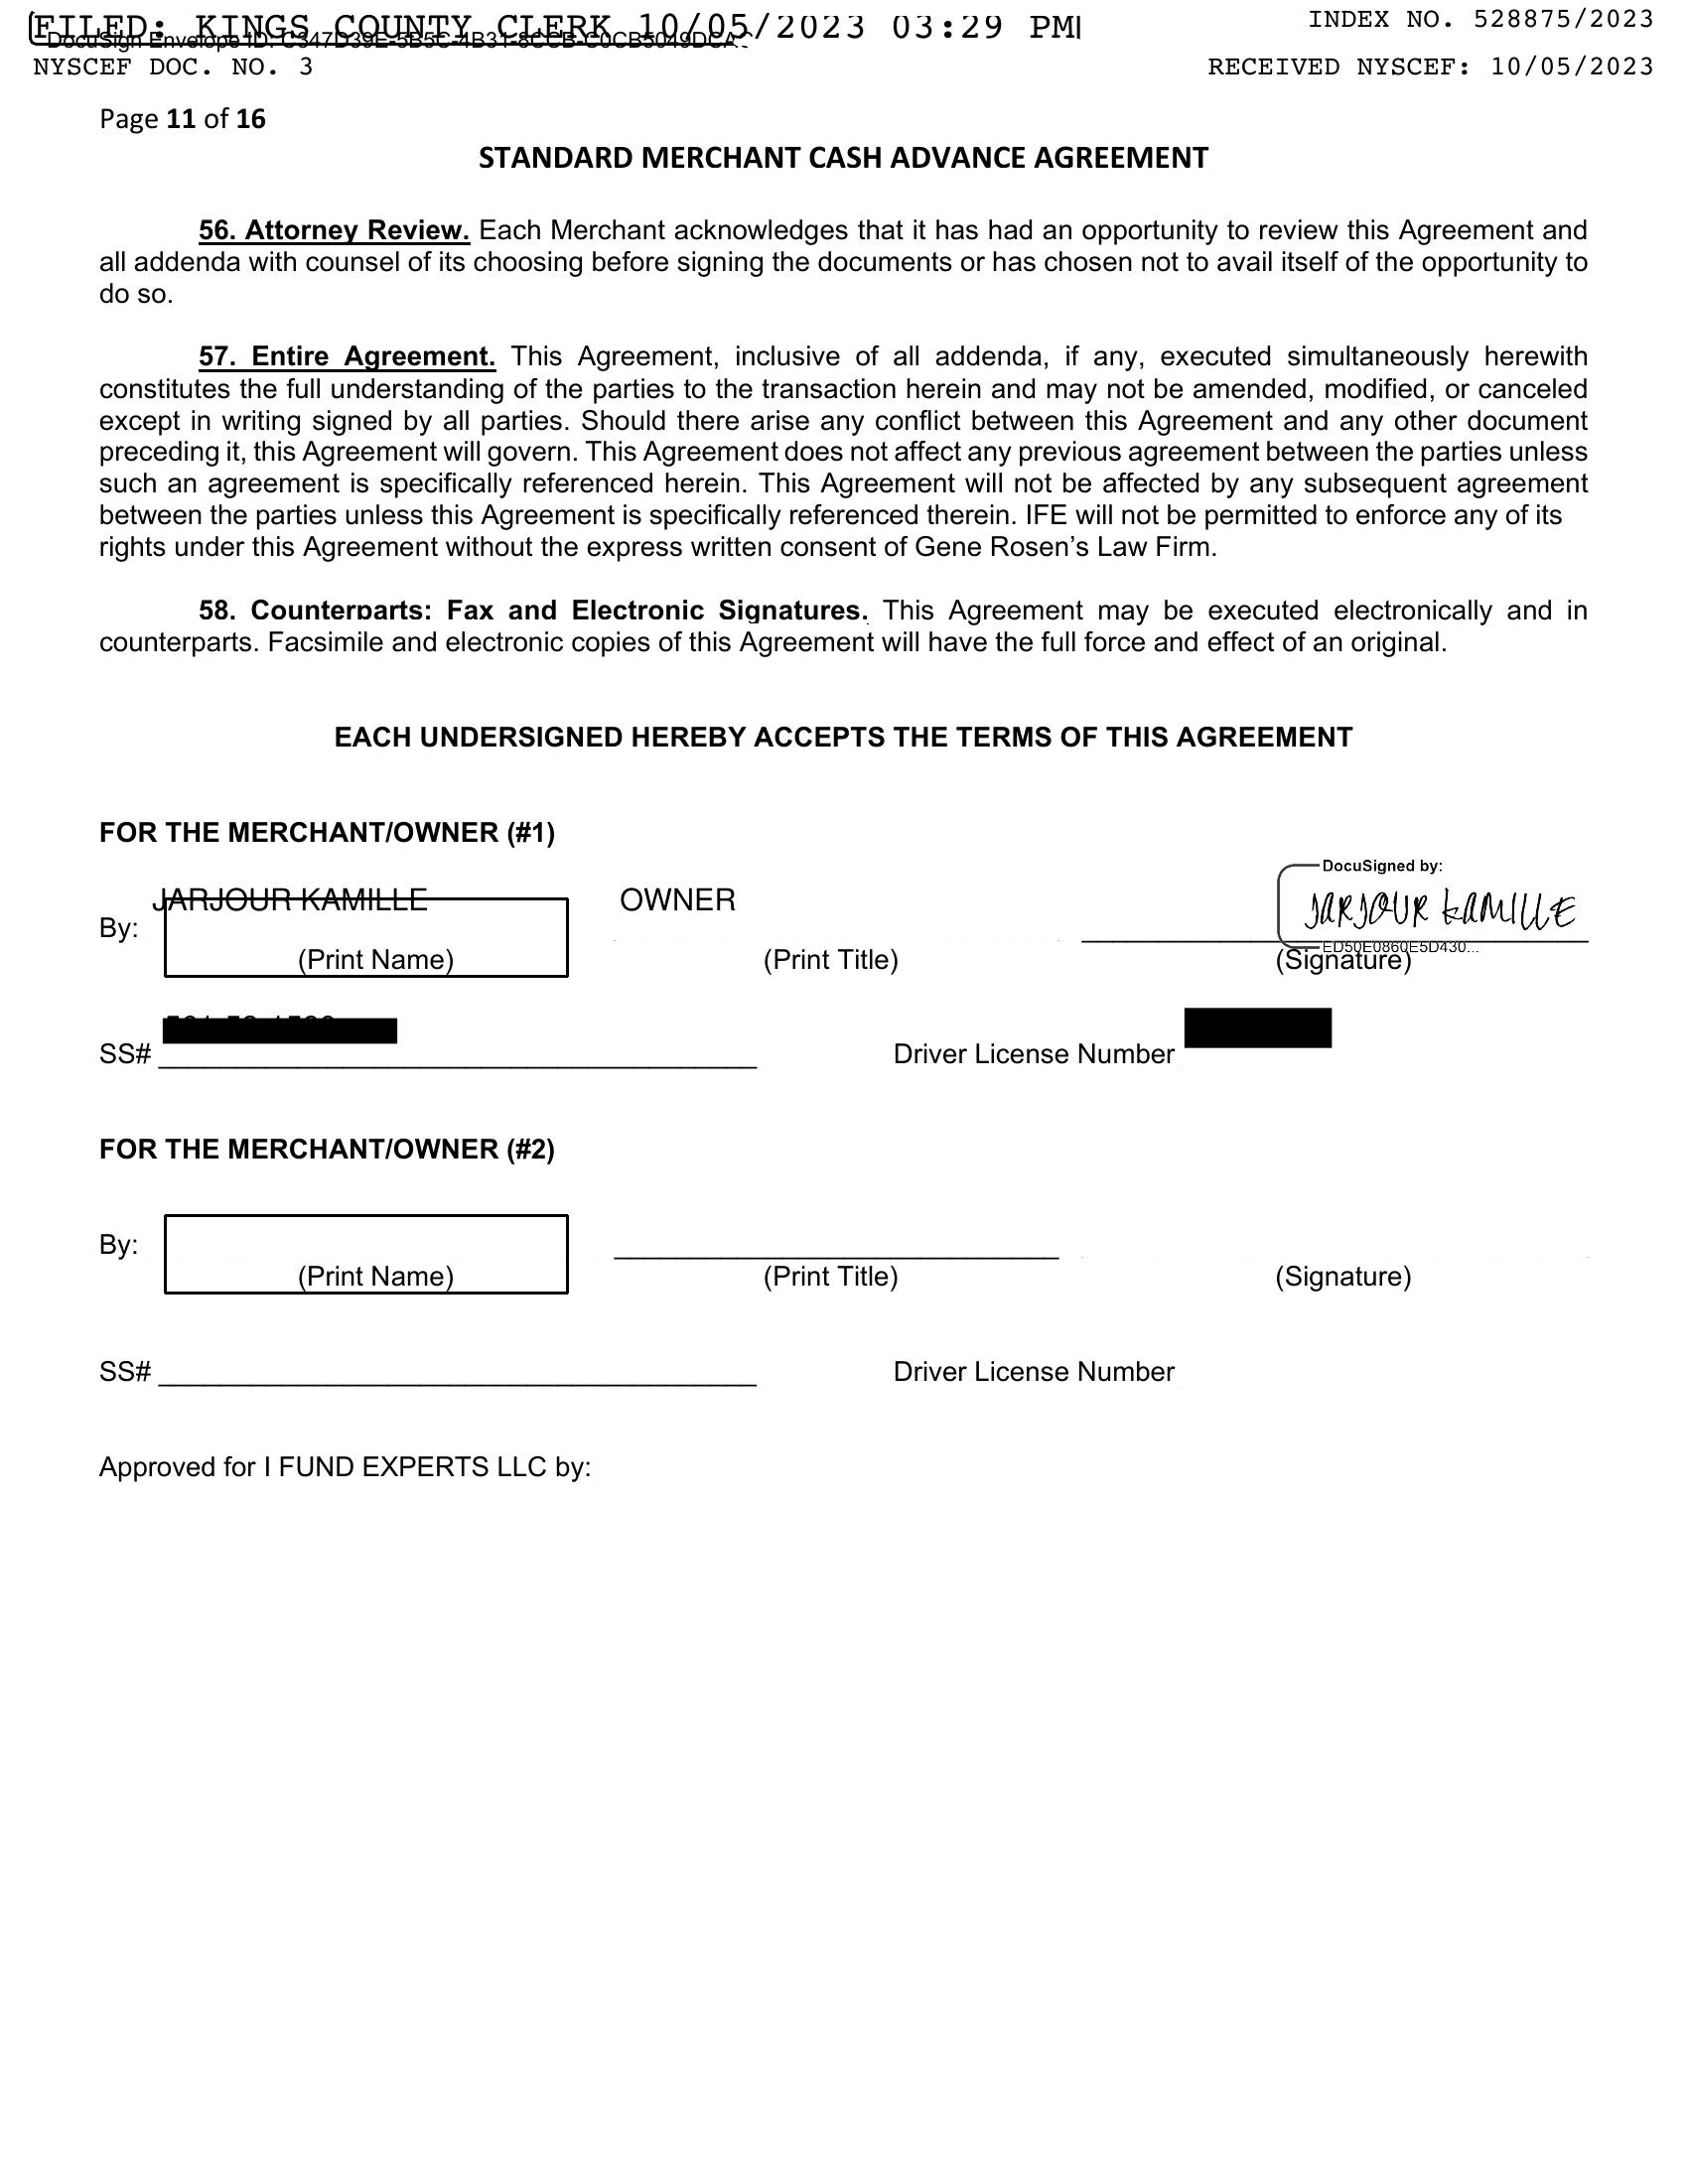 FILED: KINGS COUNTY CLERK 10/05/2023 03:29 PM
INDEX NO. 528875/2023
DocuSign Envelope ID:
NYSCEF DOC. NO. 3
RECEIVED NYSCEF: 10/05/2023
Page 11 of 16
STANDARD MERCHANT CASH ADVANCE AGREEMENT
56. Attorney Review. Each Merchant acknowledges that it has had an opportunity to review this Agreement and
all addenda with counsel of its choosing before signing the documents or has chosen not to avail itself of the opportunity to
do so.
57. Entire Agreement. This Agreement, inclusive of all addenda, if any, executed simultaneously herewith
constitutes the full understanding of the parties to the transaction herein and may not be amended, modified, or canceled
except in writing signed by all parties. Should there arise any conflict between this Agreement and any other document
preceding it, this Agreement will govern. This Agreement does not affect any previous agreement between the parties unless
such an agreement is specifically referenced herein. This Agreement will not be affected by any subsequent agreement
between the parties unless this Agreement is specifically referenced therein. IFE will not be permitted to enforce any of its
rights under this Agreement without the express written consent of Gene Rosen’s Law Firm.
58. Counterparts: Fax and Electronic Signatures. This Agreement may be executed electronically and in
counterparts. Facsimile and electronic copies of this Agreement will have the full force and effect of an original.
EACH UNDERSIGNED HEREBY ACCEPTS THE TERMS OF THIS AGREEMENT
FOR THE MERCHANT/OWNER (#1)
DocuSigned by:
By: JARJOUR KAMILLE OWNER JARJOUR KAMILLE
ED50E0860E5D430...
(Print Name) (Print Title) (Signature)
SS# Driver License Number
FOR THE MERCHANT/OWNER (#2)
By:
(Print Name) (Print Title) (Signature)
SS# Driver License Number
Approved for I FUND EXPERTS LLC by: